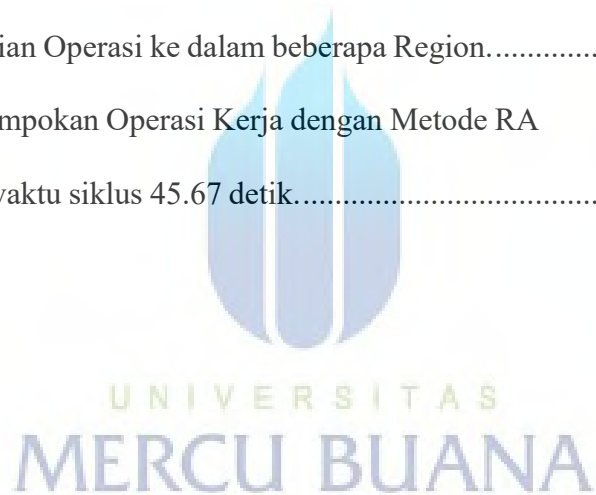 ian Operasi ke dalam beberapa Region..................
mpokan Operasi Kerja dengan Metode RA
waktu siklus 45.67 detik......................................
UNIVERSITAS
MERCU BUANA